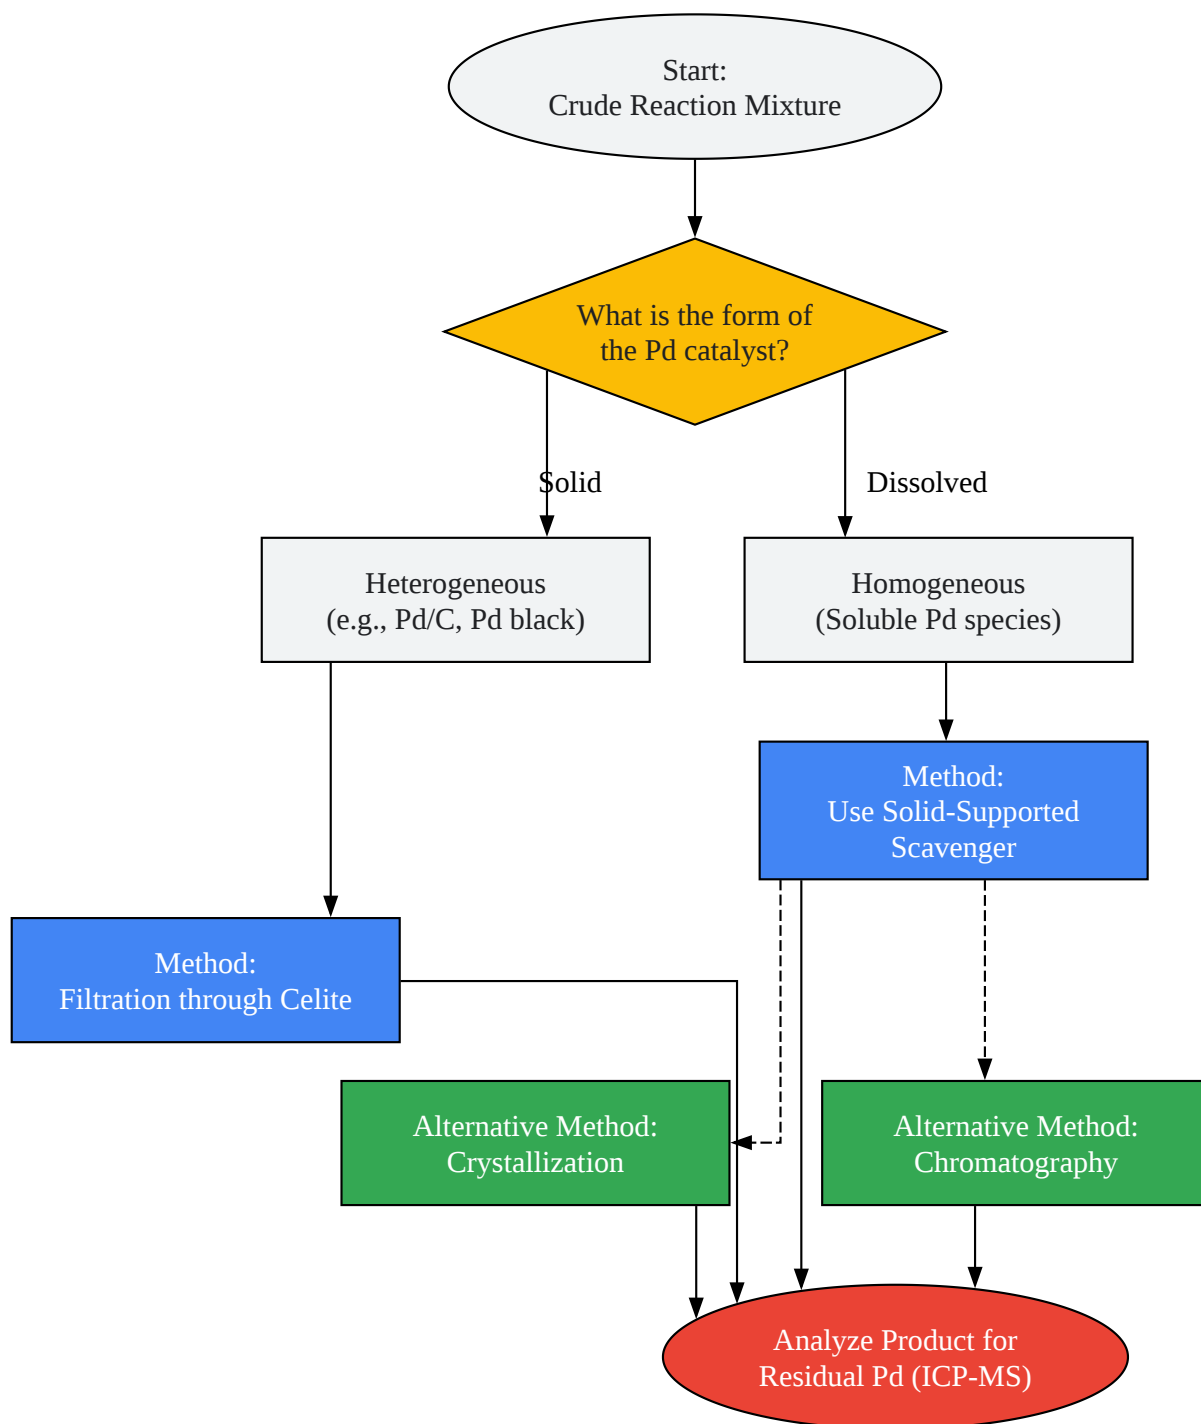 Start:
Crude Reaction Mixture
What is the form of
the Pd catalyst?
Solid
Dissolved
Heterogeneous
(e.g., Pd/C, Pd black)
Homogeneous
(Soluble Pd species)
Method:
Use Solid-Supported
Scavenger
Method:
Filtration through Celite
Alternative Method:
Crystallization
Alternative Method:
Chromatography
Analyze Product for
Residual Pd (ICP-MS)